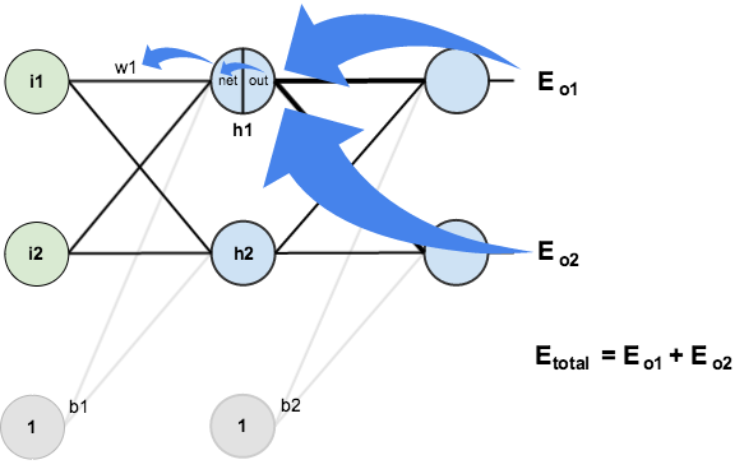 w1
i1
net
out
E o1
h1
i2
h2
E o2
E total = E o1 + E o2
b1
b2
1
1